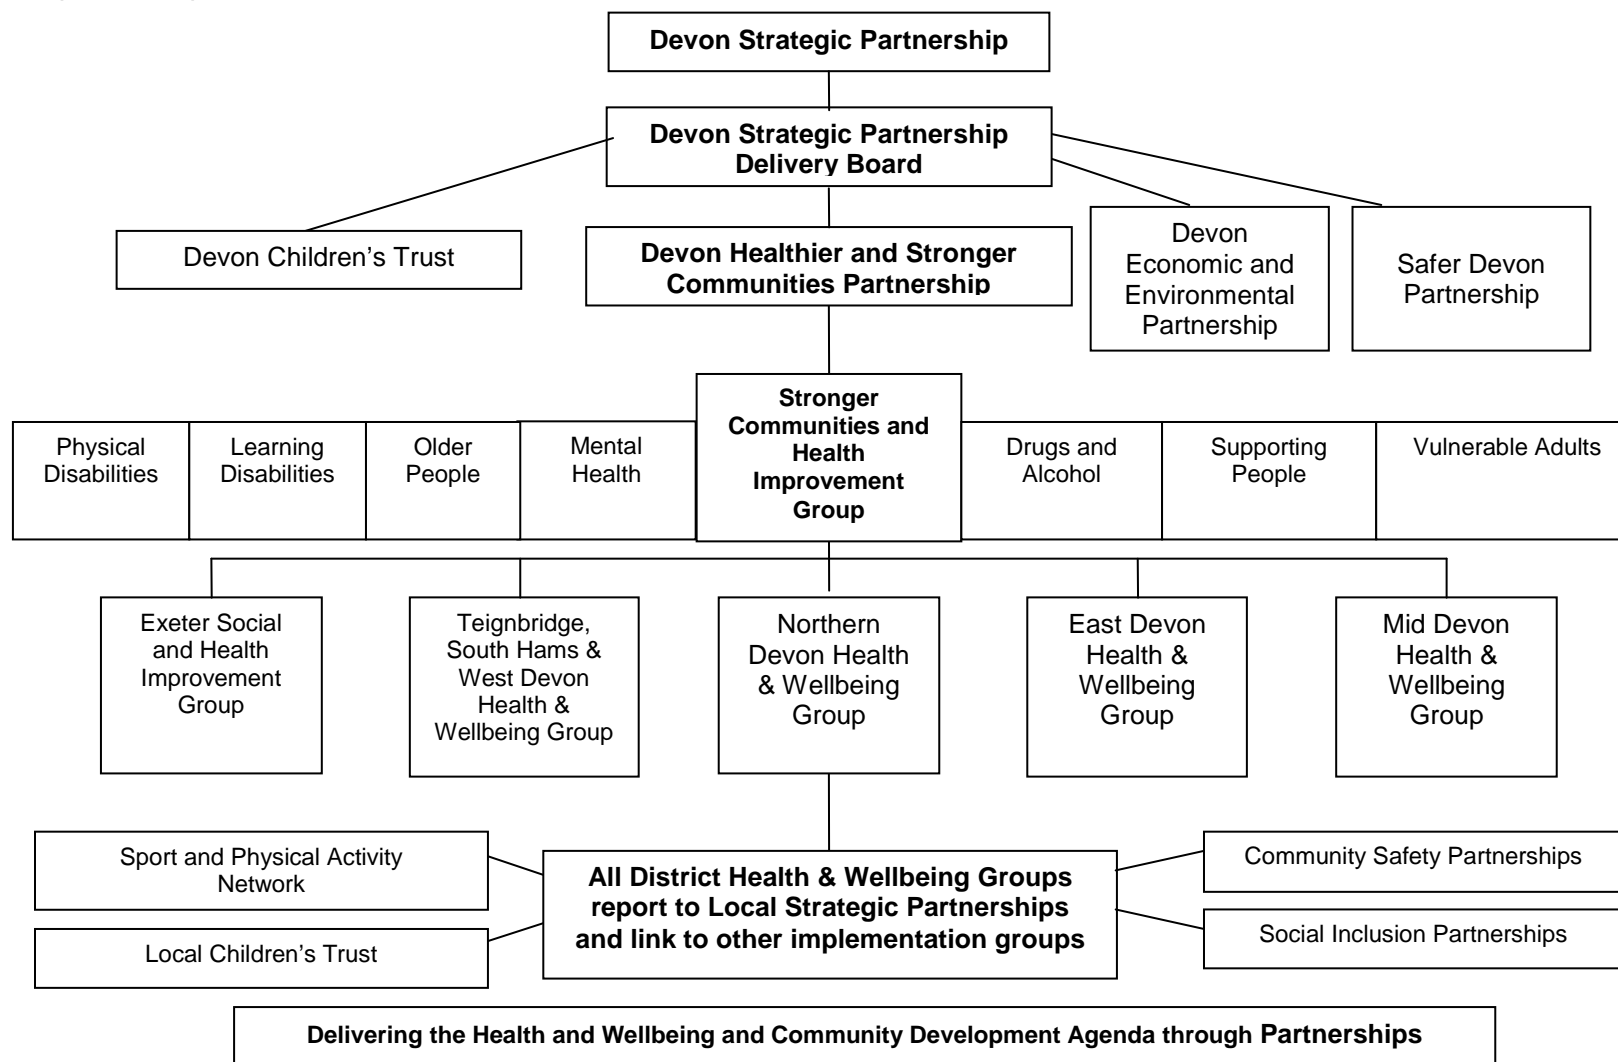 Devon Strategic Partnership
Devon Strategic Partnership
Delivery Board
Devon Children's Trust
Devon Healthier and Stronger
Communities Partnership
Devon
Economic and
Environmental
Partnership
Safer Devon
Partnership
Physical
Disabilities
Learning
Disabilities
Older
People
Mental
Health
Stronger
Communities and
Health
Improvement
Group
Drugs and
Alcohol
Supporting
People
Vulnerable Adults
Exeter Social
and Health
Improvement
Group
Teignbridge,
South Hams &
West Devon
Health &
Wellbeing Group
Northern
Devon Health
& Wellbeing
Group
East Devon
Health &
Wellbeing
Group
Mid Devon
Health &
Wellbeing
Group
Sport and Physical Activity
Network
Local Children's Trust
All District Health & Wellbeing Groups
report to Local Strategic Partnerships
and link to other implementation groups
Community Safety Partnerships
Social Inclusion Partnerships
Delivering the Health and Wellbeing and Community Development Agenda through Partnerships